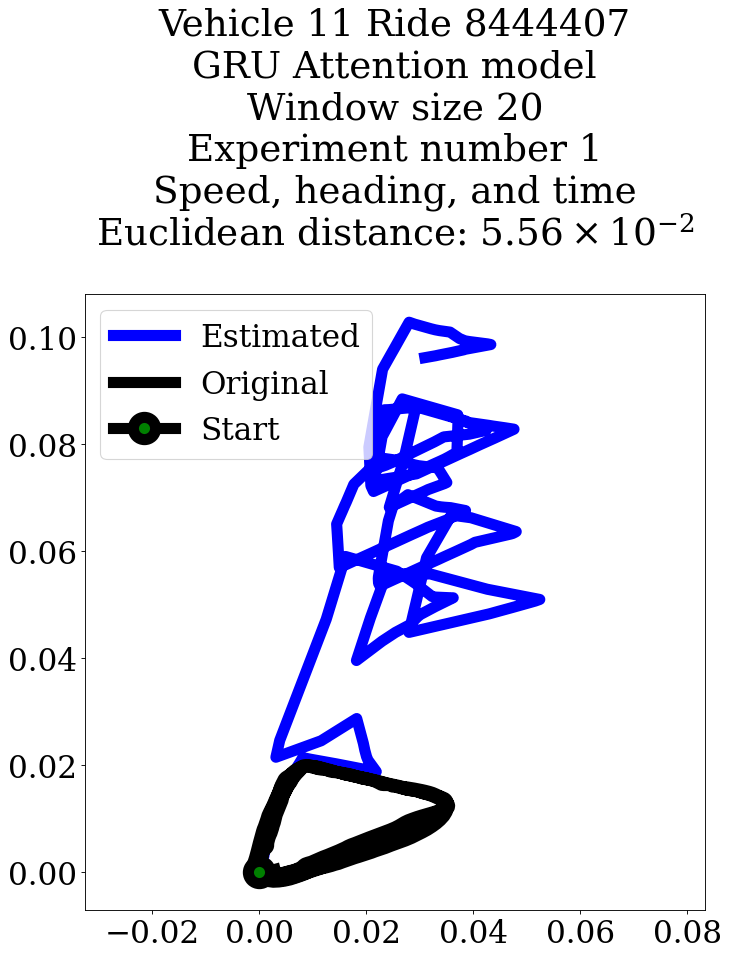 Vehicle 11 Ride 8444407
GRU Attention model
Window size 20
Experiment number 1
Speed, heading, and time
Euclidean distance: 5.56 × 10⁻²
Estimated
Original
Start
0.10
0.08
0.06
0.04
0.02
0.00
−0.02 0.00 0.02 0.04 0.06 0.08